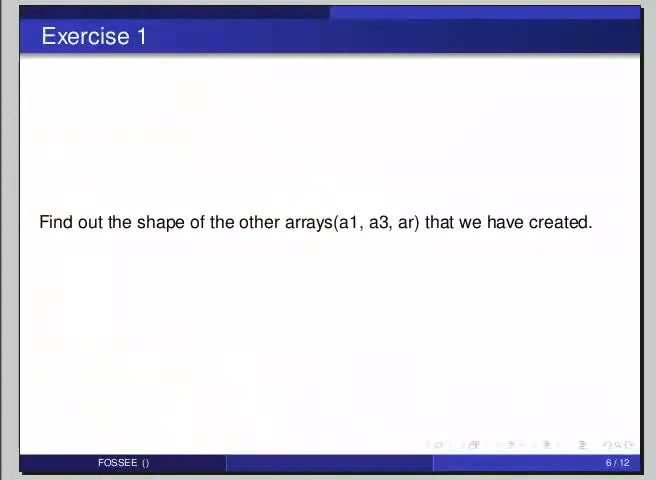 Exercise 1
Find out the shape of the other arrays(a1, a3, ar) that we have created.
FOSSEE ()
6 / 12